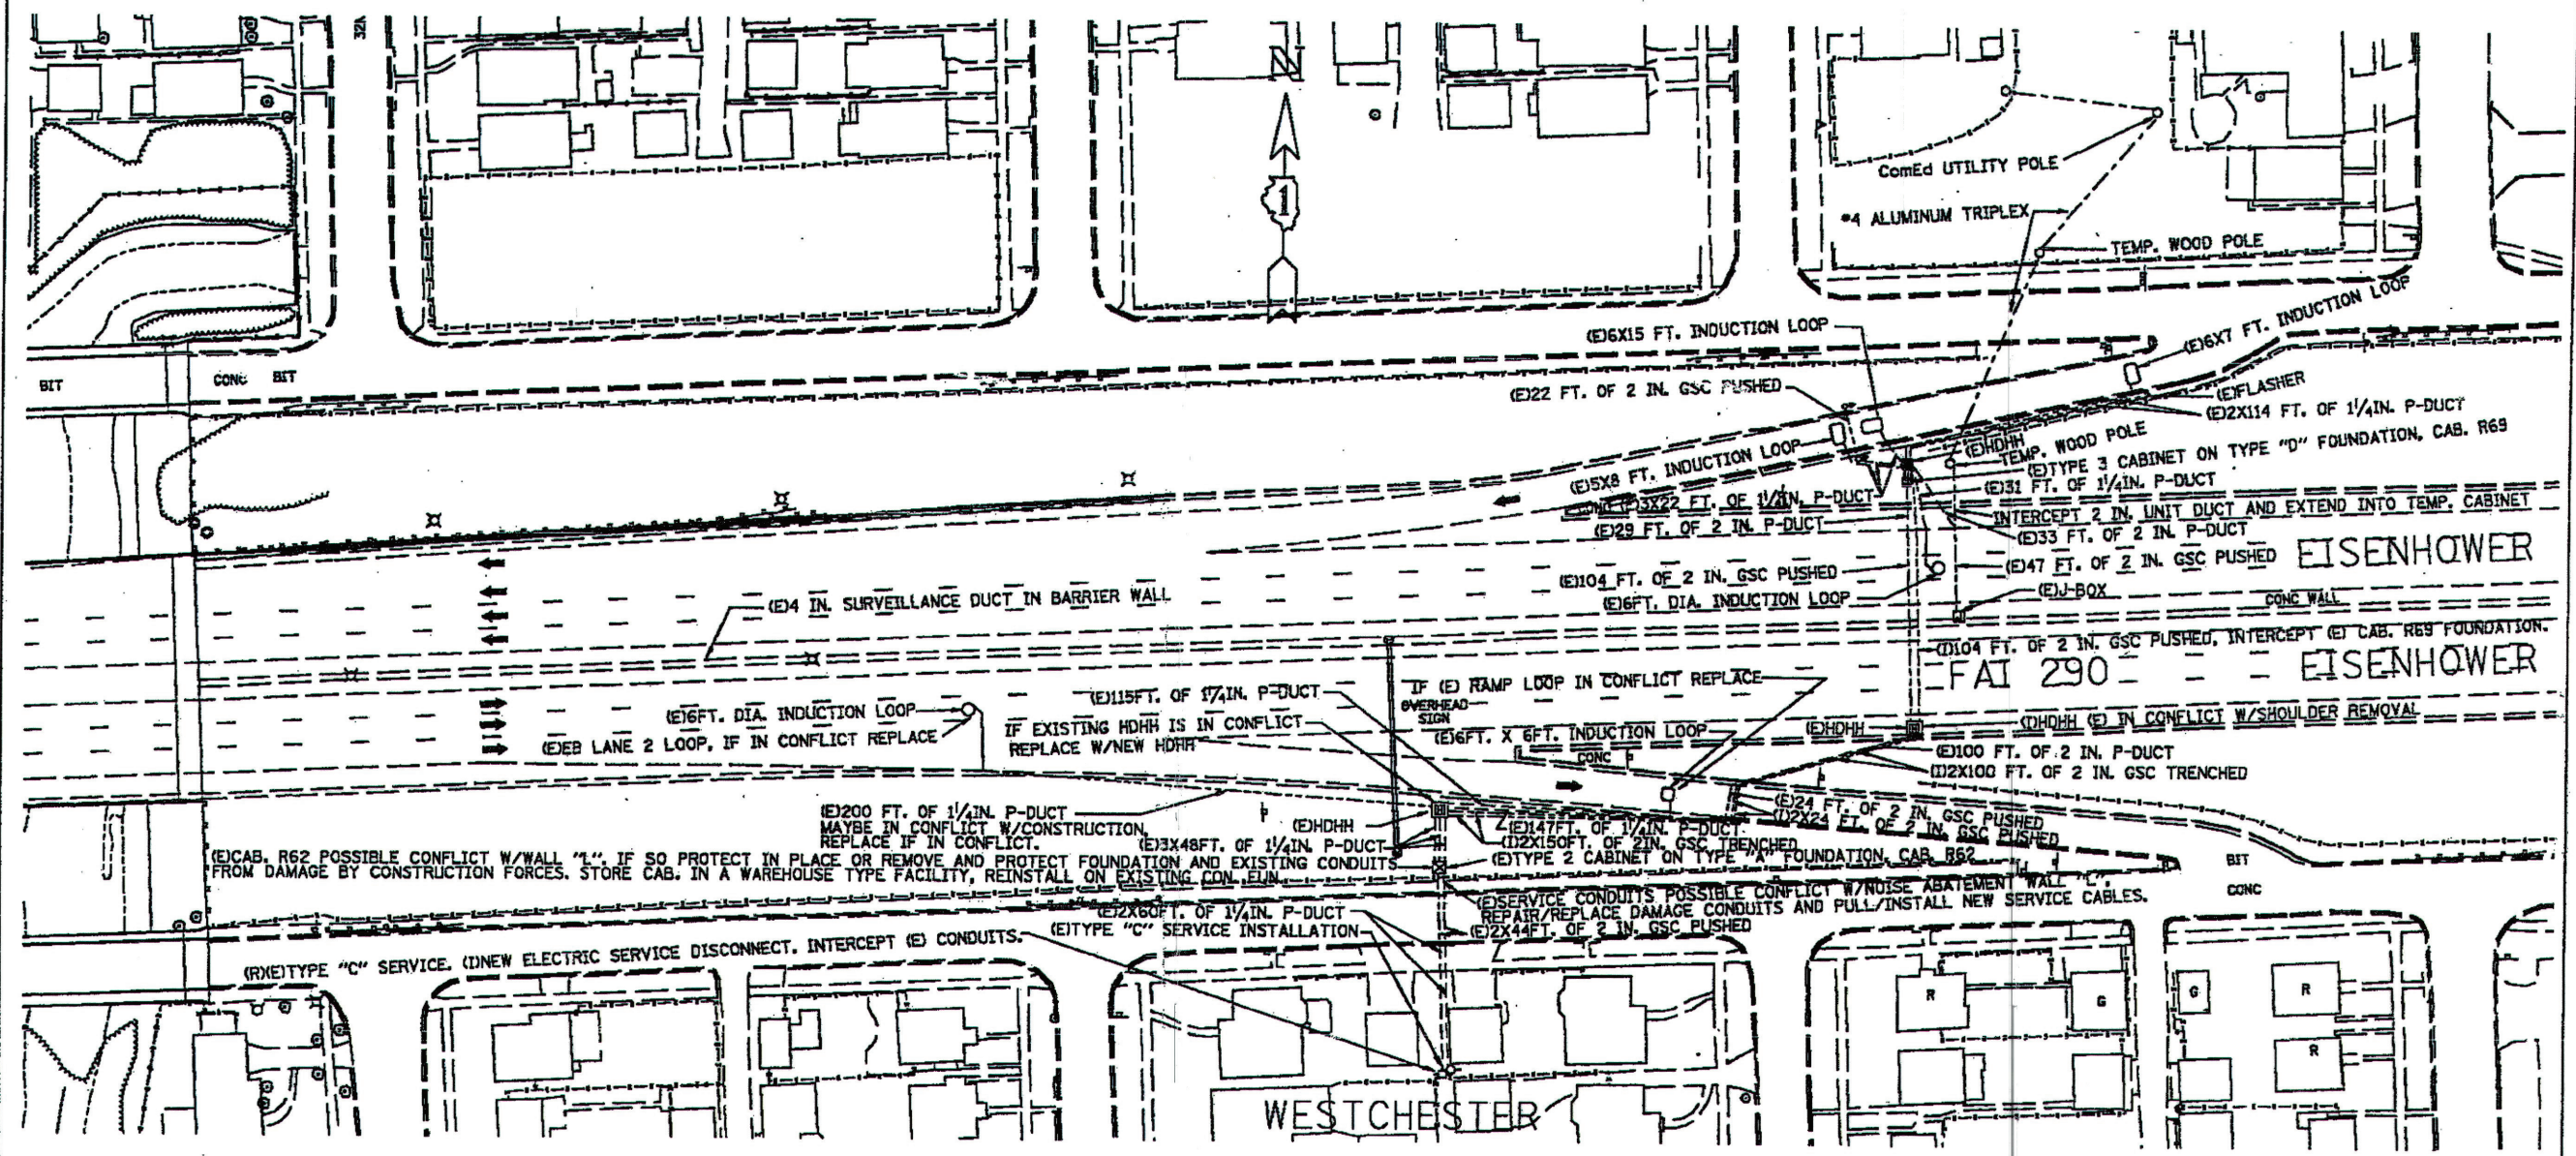 32N
N
1
ComEd UTILITY POLE
#4 ALUMINUM TRIPLEX
TEMP. WOOD POLE
(E)6X15 FT. INDUCTION LOOP
(E)6X7 FT. INDUCTION LOOP
BIT
CONC BIT
(E)22 FT. OF 2 IN. GSC PUSHED
(E)FLASHER
(E)2X114 FT. OF 1 1/4IN. P-DUCT
(E)HDHH
TEMP. WOOD POLE
(E)TYPE 3 CABINET ON TYPE "D" FOUNDATION, CAB. R69
(E)5X8 FT. INDUCTION LOOP
(E)31 FT. OF 1 1/4IN. P-DUCT
(E)3X22 FT. OF 1 1/4IN. P-DUCT
INTERCEPT 2 IN. UNIT DUCT AND EXTEND INTO TEMP. CABINET
(E)29 FT. OF 2 IN. P-DUCT
(E)33 FT. OF 2 IN. P-DUCT
EISENHOWER
(E)47 FT. OF 2 IN. GSC PUSHED
(E)104 FT. OF 2 IN. GSC PUSHED
(E)6FT. DIA. INDUCTION LOOP
(E)J-BOX
CONC WALL
(E)4 IN. SURVEILLANCE DUCT IN BARRIER WALL
(I)104 FT. OF 2 IN. GSC PUSHED, INTERCEPT (E) CAB. R69 FOUNDATION.
FAI 290
EISENHOWER
(E)115FT. OF 1 1/4IN. P-DUCT
IF (E) RAMP LOOP IN CONFLICT REPLACE
OVERHEAD
SIGN
(E)6FT. DIA. INDUCTION LOOP
IF EXISTING HDHH IS IN CONFLICT
REPLACE W/NEW HDHH
(E)EB LANE 2 LOOP, IF IN CONFLICT REPLACE
(E)6FT. X 6FT. INDUCTION LOOP
(E)HDHH
(I)HDHH (E) IN CONFLICT W/SHOULDER REMOVAL
CONC
(E)100 FT. OF 2 IN. P-DUCT
(I)2X100 FT. OF 2 IN. GSC TRENCHED
(E)24 FT. OF 2 IN. GSC PUSHED
(I)2X24 FT. OF 2 IN. GSC PUSHED
(E)200 FT. OF 1 1/4IN. P-DUCT
MAYBE IN CONFLICT W/CONSTRUCTION,
REPLACE IF IN CONFLICT.
(E)HDHH
(E)3X48FT. OF 1 1/4IN. P-DUCT
(E)147FT. OF 1 1/4IN. P-DUCT
(I)2X150FT. OF 2IN. GSC TRENCHED
(E)TYPE 2 CABINET ON TYPE "A" FOUNDATION, CAB. R62
(E)CAB. R62 POSSIBLE CONFLICT W/WALL "L". IF SO PROTECT IN PLACE OR REMOVE AND PROTECT FOUNDATION AND EXISTING CONDUITS
FROM DAMAGE BY CONSTRUCTION FORCES. STORE CAB. IN A WAREHOUSE TYPE FACILITY, REINSTALL ON EXISTING
BIT
CONC
(E)SERVICE CONDUITS POSSIBLE CONFLICT W/NOISE ABATEMENT WALL "L".
REPAIR/REPLACE DAMAGE CONDUITS AND PULL/INSTALL NEW SERVICE CABLES.
(E)2X60FT. OF 1 1/4IN. P-DUCT
(E)TYPE "C" SERVICE INSTALLATION
(E)2X44FT. OF 2 IN. GSC PUSHED
(R)(E)TYPE "C" SERVICE. (I)NEW ELECTRIC SERVICE DISCONNECT. INTERCEPT (E) CONDUITS.
R
G
G
R
R
WESTCHESTER